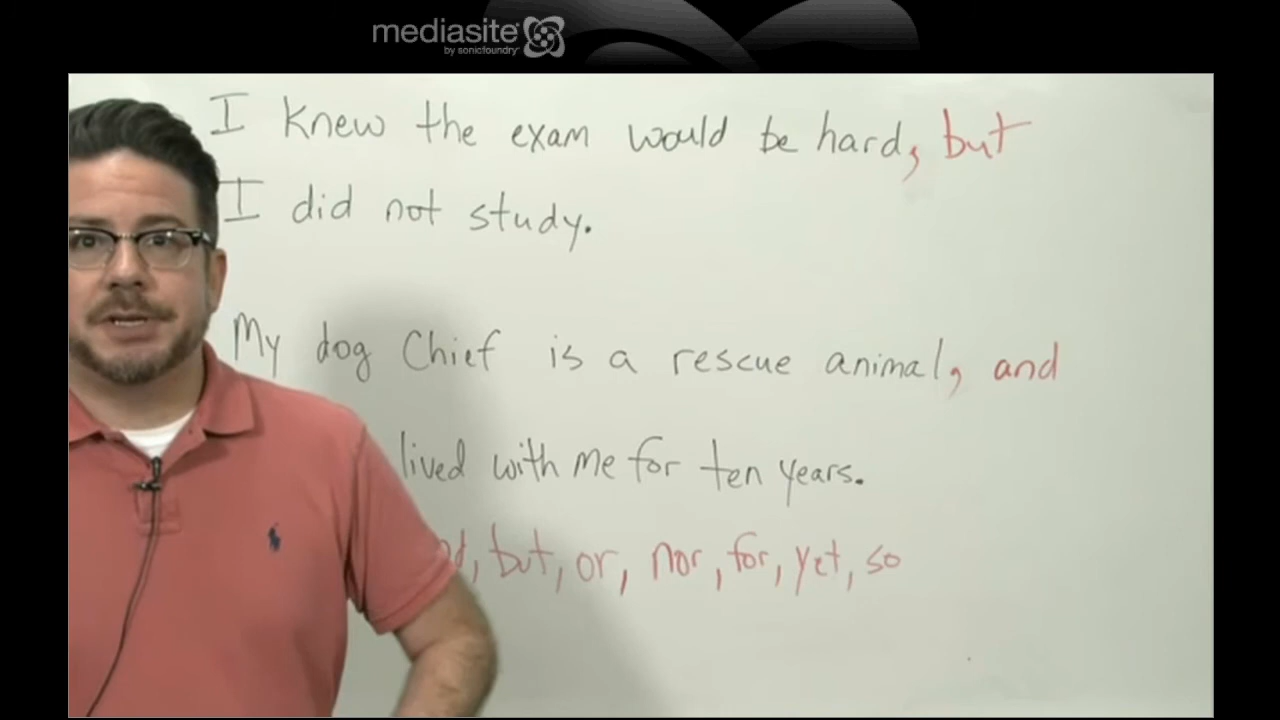 mediasite
by sonicfoundry
I knew the exam would be hard, but
I did not study.
My dog Chief is a rescue animal, and
lived with me for ten years.
but, or, nor, for, yet, so